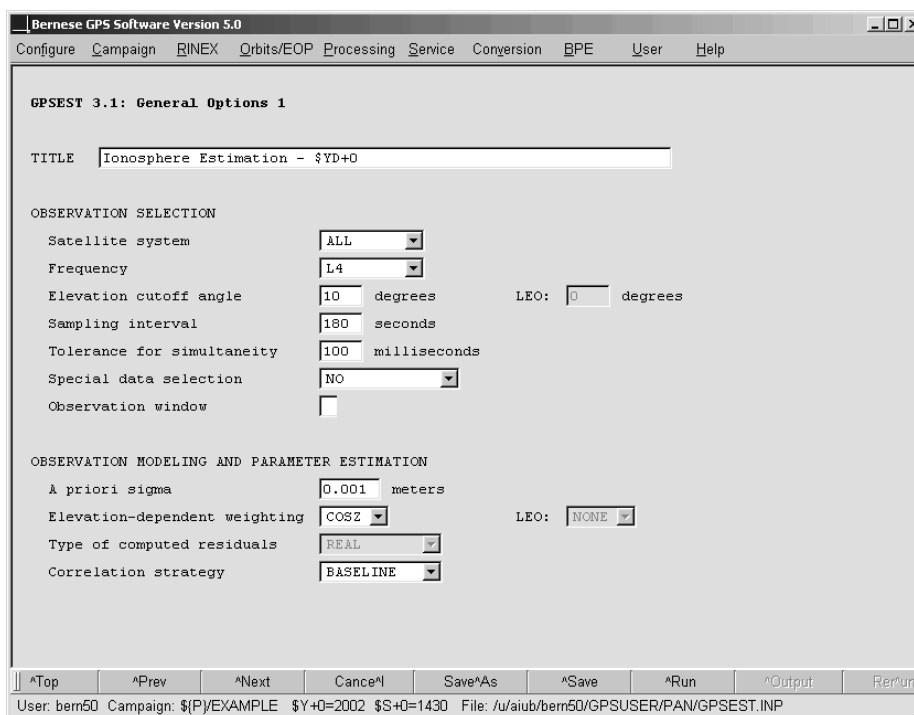 Bernese GPS Software Version 5.0
Configure Campaign RINEX Orbits/EOP Processing Service Conversion BPE User Help
GPSEST 3.1: General Options 1
TITLE Ionosphere Estimation - $YD+0
OBSERVATION SELECTION
Satellite system ALL
Frequency L4
Elevation cutoff angle 10 degrees LEO: 0 degrees
Sampling interval 180 seconds
Tolerance for simultaneity 100 milliseconds
Special data selection NO
Observation window
OBSERVATION MODELING AND PARAMETER ESTIMATION
A priori sigma 0.001 meters
Elevation-dependent weighting COSZ LEO: NONE
Type of computed residuals REAL
Correlation strategy BASELINE
^Top ^Prev ^Next Cance^l Save^As ^Save ^Run ^Output Rer^un
User: bern50 Campaign: ${P}/EXAMPLE $Y+0=2002 $S+0=1430 File: /u/aiub/bern50/GPSUSER/PAN/GPSEST.INP